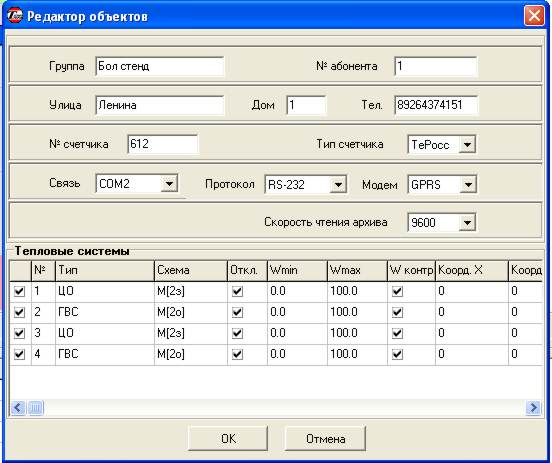 Редактор объектов
Группа Бол стенд № абонента 1
Улица Ленина Дом 1 Тел. 89264374151
№ счетчика 612 Тип счетчика ТеРосс
Связь COM2 Протокол RS-232 Модем GPRS
Скорость чтения архива 9600
Тепловые системы
№ Тип Схема Откл. Wmin Wmax W контр Коорд. X Коорд
1 ЦО М[2з] 0.0 100.0 0 0
2 ГВС М[2о] 0.0 100.0 0 0
3 ЦО М[2з] 0.0 100.0 0 0
4 ГВС М[2о] 0.0 100.0 0 0
OK Отмена